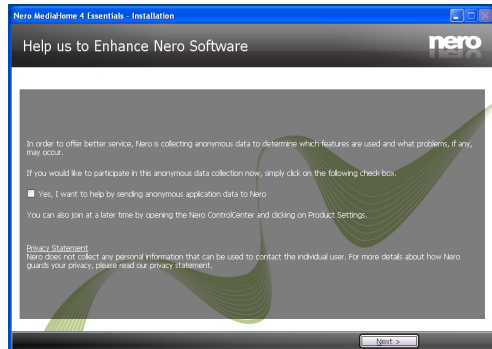 Nero MediaHome 4 Essentials - Installation
Help us to Enhance Nero Software
nero
In order to offer better service, Nero is collecting anonymous data to determine which features are used and what problems, if any,
may occur.
If you would like to participate in this anonymous data collection now, simply click on the following check box.
Yes, I want to help by sending anonymous application data to Nero
You can also join at a later time by opening the Nero ControlCenter and clicking on Product Settings.
Privacy Statement
Nero does not collect any personal information that can be used to contact the individual user. For more details about how Nero
guards your privacy, please read our privacy statement.
Next >